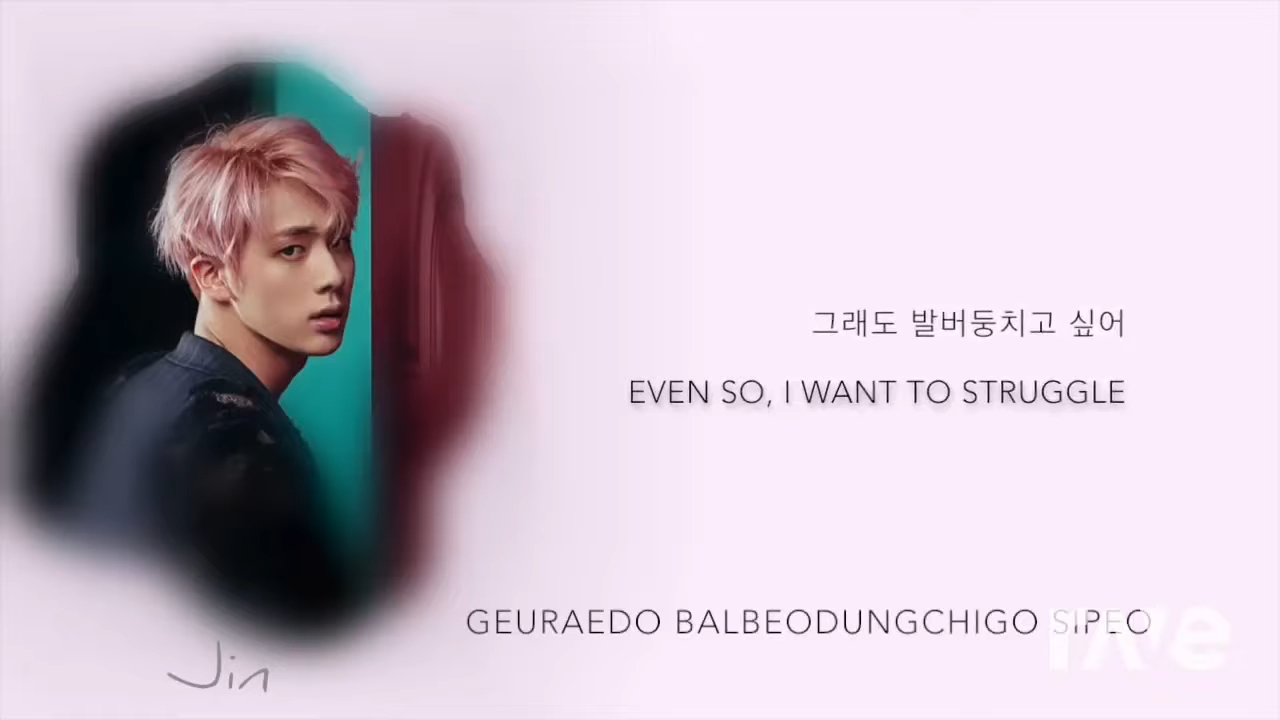 그래도 발버둥치고 싶어
EVEN SO, I WANT TO STRUGGLE
GEURAEDO BALBEODUNGCHIGO SIPEO
Jin